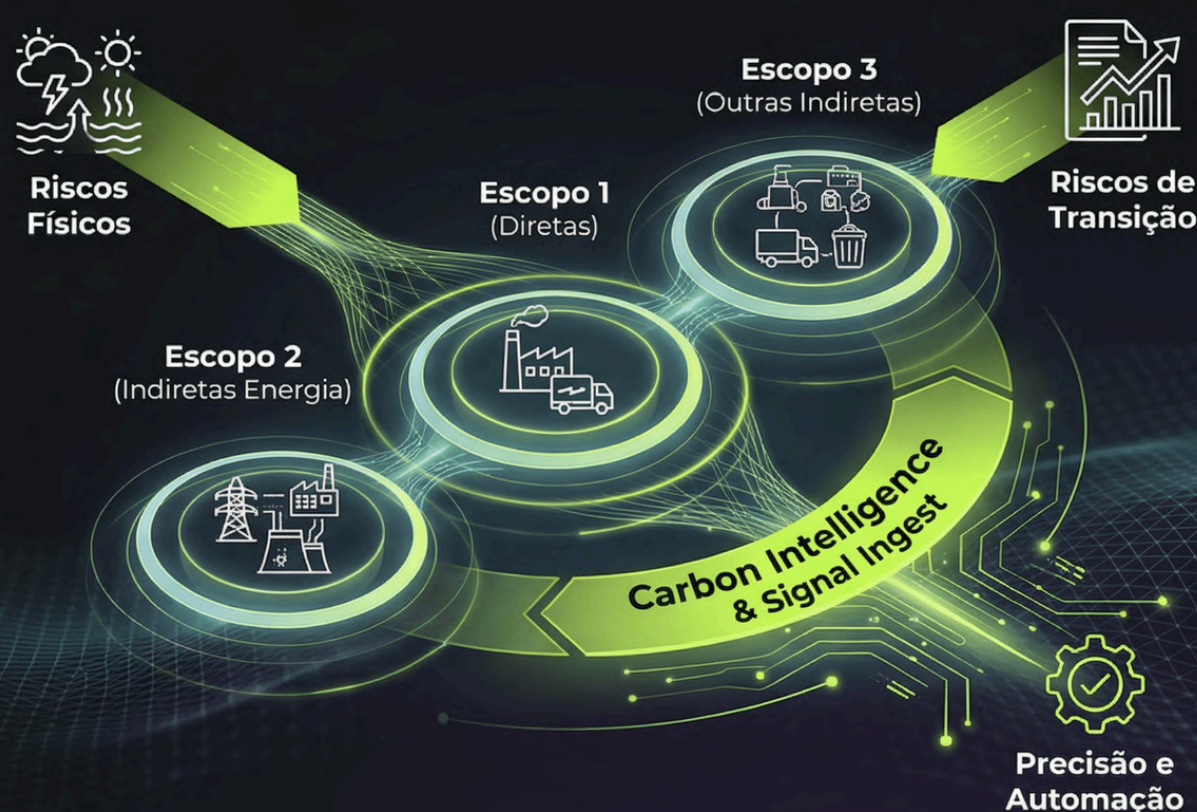 Escopo 3
(Outras Indiretas)
Riscos
Físicos
Escopo 1
(Diretas)
Riscos de
Transição
Escopo 2
(Indiretas Energia)
Carbon Intelligence
& Signal Ingest
Precisão e
Automação